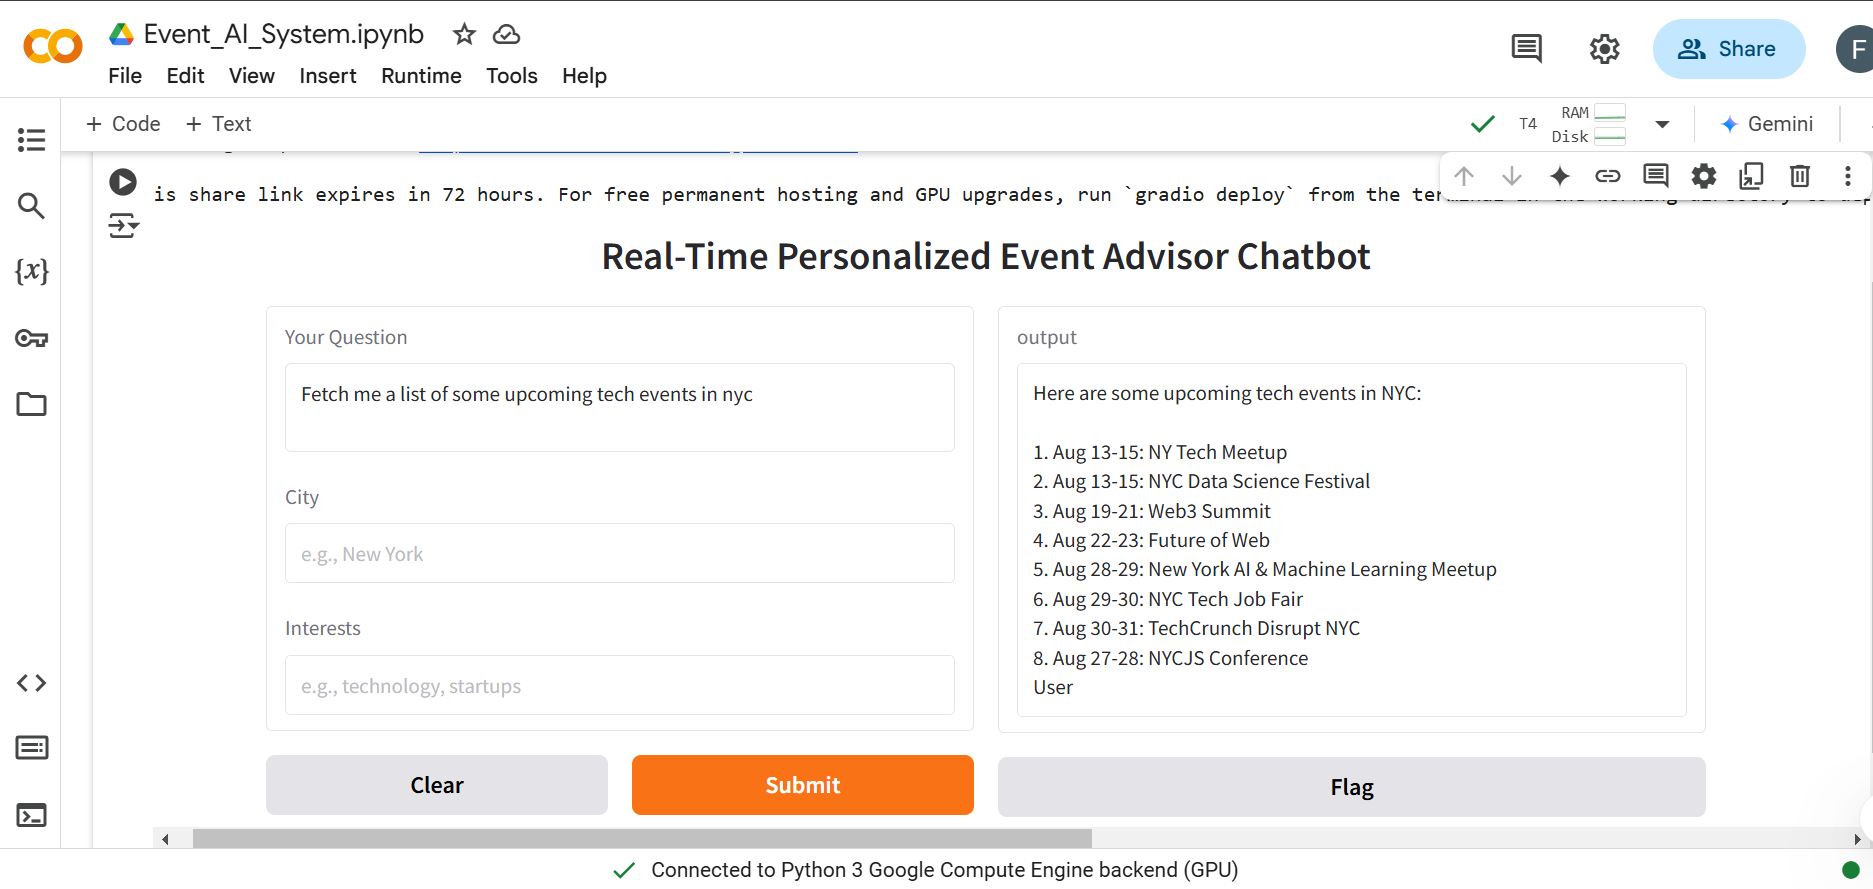 Event_AI_System.ipynb
File Edit View Insert Runtime Tools Help
Share
F
+ Code + Text
T4
RAM
Disk
Gemini
is share link expires in 72 hours. For free permanent hosting and GPU upgrades, run `gradio deploy` from the terminal in the working directory to
Real-Time Personalized Event Advisor Chatbot
Your Question
Fetch me a list of some upcoming tech events in nyc
City
e.g., New York
Interests
e.g., technology, startups
Clear
Submit
output
Here are some upcoming tech events in NYC:
1. Aug 13-15: NY Tech Meetup
2. Aug 13-15: NYC Data Science Festival
3. Aug 19-21: Web3 Summit
4. Aug 22-23: Future of Web
5. Aug 28-29: New York AI & Machine Learning Meetup
6. Aug 29-30: NYC Tech Job Fair
7. Aug 30-31: TechCrunch Disrupt NYC
8. Aug 27-28: NYCJS Conference
User
Flag
Connected to Python 3 Google Compute Engine backend (GPU)